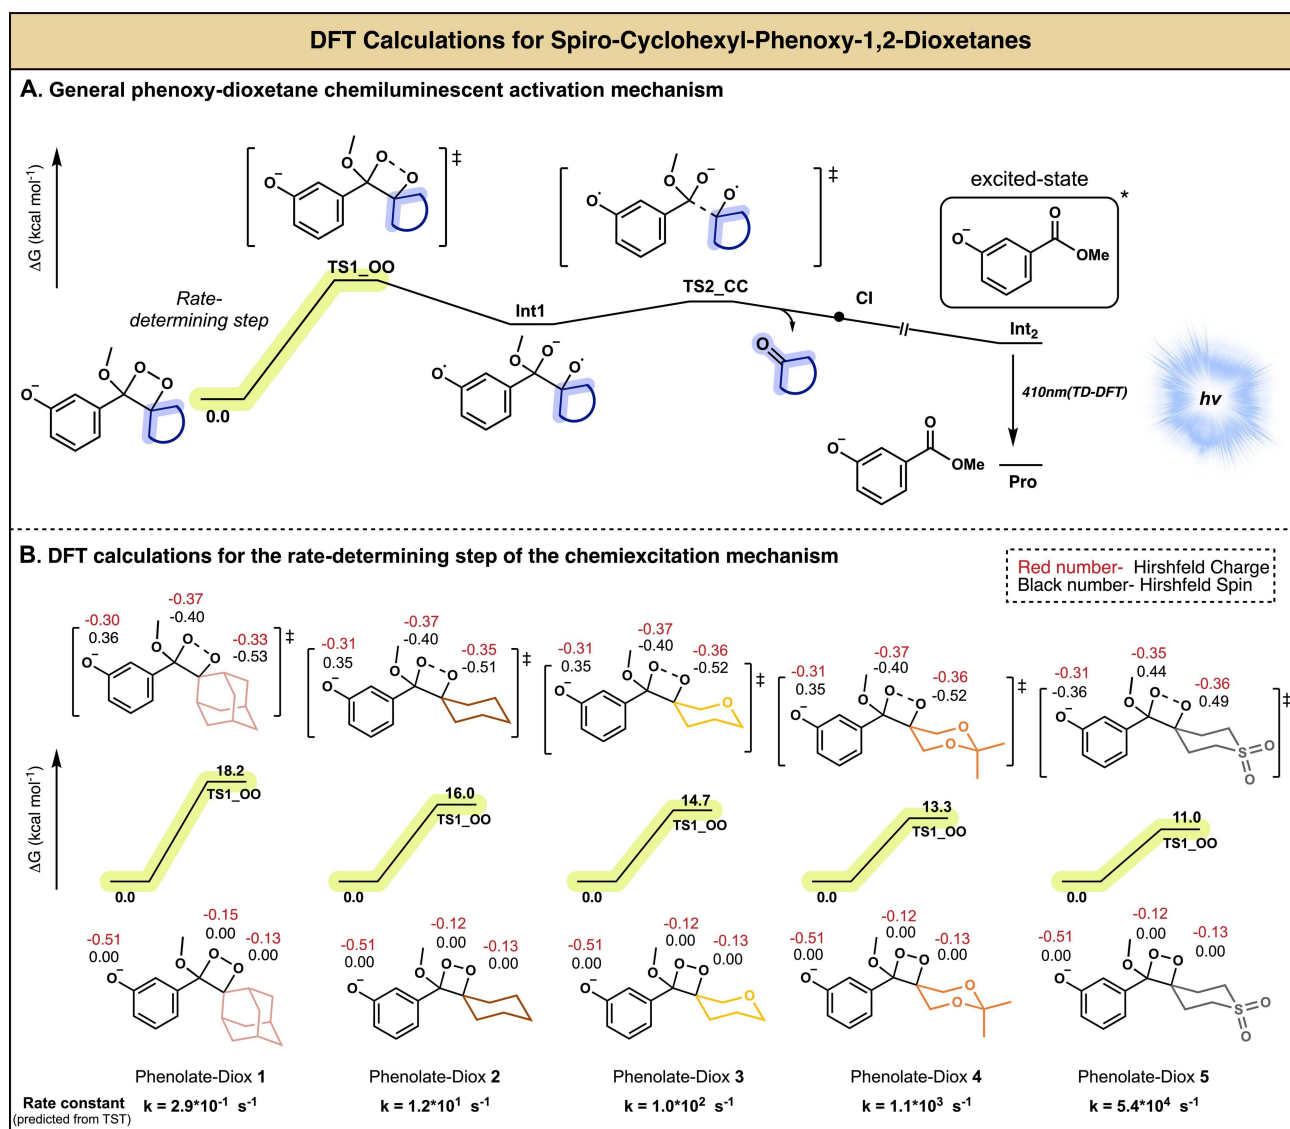 DFT Calculations for Spiro-Cyclohexyl-Phenoxy-1,2-Dioxetanes
A. General phenoxy-dioxetane chemiluminescent activation mechanism
ΔG (kcal mol⁻¹)
O⁻ O O O ‡
O· O O⁻ O· ‡
excited-state
O⁻ O OMe *
TS1_OO
Rate-
determining step
Int1
TS2_CC
CI
Int₂
O⁻ O O O
0.0
O· O O⁻ O·
O
410nm(TD-DFT)
hν
O⁻ O OMe
Pro
B. DFT calculations for the rate-determining step of the chemiexcitation mechanism
Red number- Hirshfeld Charge
Black number- Hirshfeld Spin
-0.30 0.36 -0.37 -0.40 -0.33 -0.53 O⁻ O O O ‡
-0.31 0.35 -0.37 -0.40 -0.35 -0.51 O⁻ O O O ‡
-0.31 0.35 -0.37 -0.40 -0.36 -0.52 O⁻ O O O O ‡
-0.31 0.35 -0.37 -0.40 -0.36 -0.52 O⁻ O O O O O ‡
-0.31 -0.36 -0.35 0.44 -0.36 0.49 O⁻ O O O S O O ‡
ΔG (kcal mol⁻¹)
18.2 TS1_OO 0.0
16.0 TS1_OO 0.0
14.7 TS1_OO 0.0
13.3 TS1_OO 0.0
11.0 TS1_OO 0.0
-0.51 0.00 -0.15 0.00 -0.13 0.00 O⁻ O O O
-0.51 0.00 -0.12 0.00 -0.13 0.00 O⁻ O O O
-0.51 0.00 -0.12 0.00 -0.13 0.00 O⁻ O O O O
-0.51 0.00 -0.12 0.00 -0.13 0.00 O⁻ O O O O O
-0.51 0.00 -0.12 0.00 -0.13 0.00 O⁻ O O O S O O
Phenolate-Diox 1 Phenolate-Diox 2 Phenolate-Diox 3 Phenolate-Diox 4 Phenolate-Diox 5
Rate constant k = 2.9*10⁻¹ s⁻¹ k = 1.2*10¹ s⁻¹ k = 1.0*10² s⁻¹ k = 1.1*10³ s⁻¹ k = 5.4*10⁴ s⁻¹
(predicted from TST)